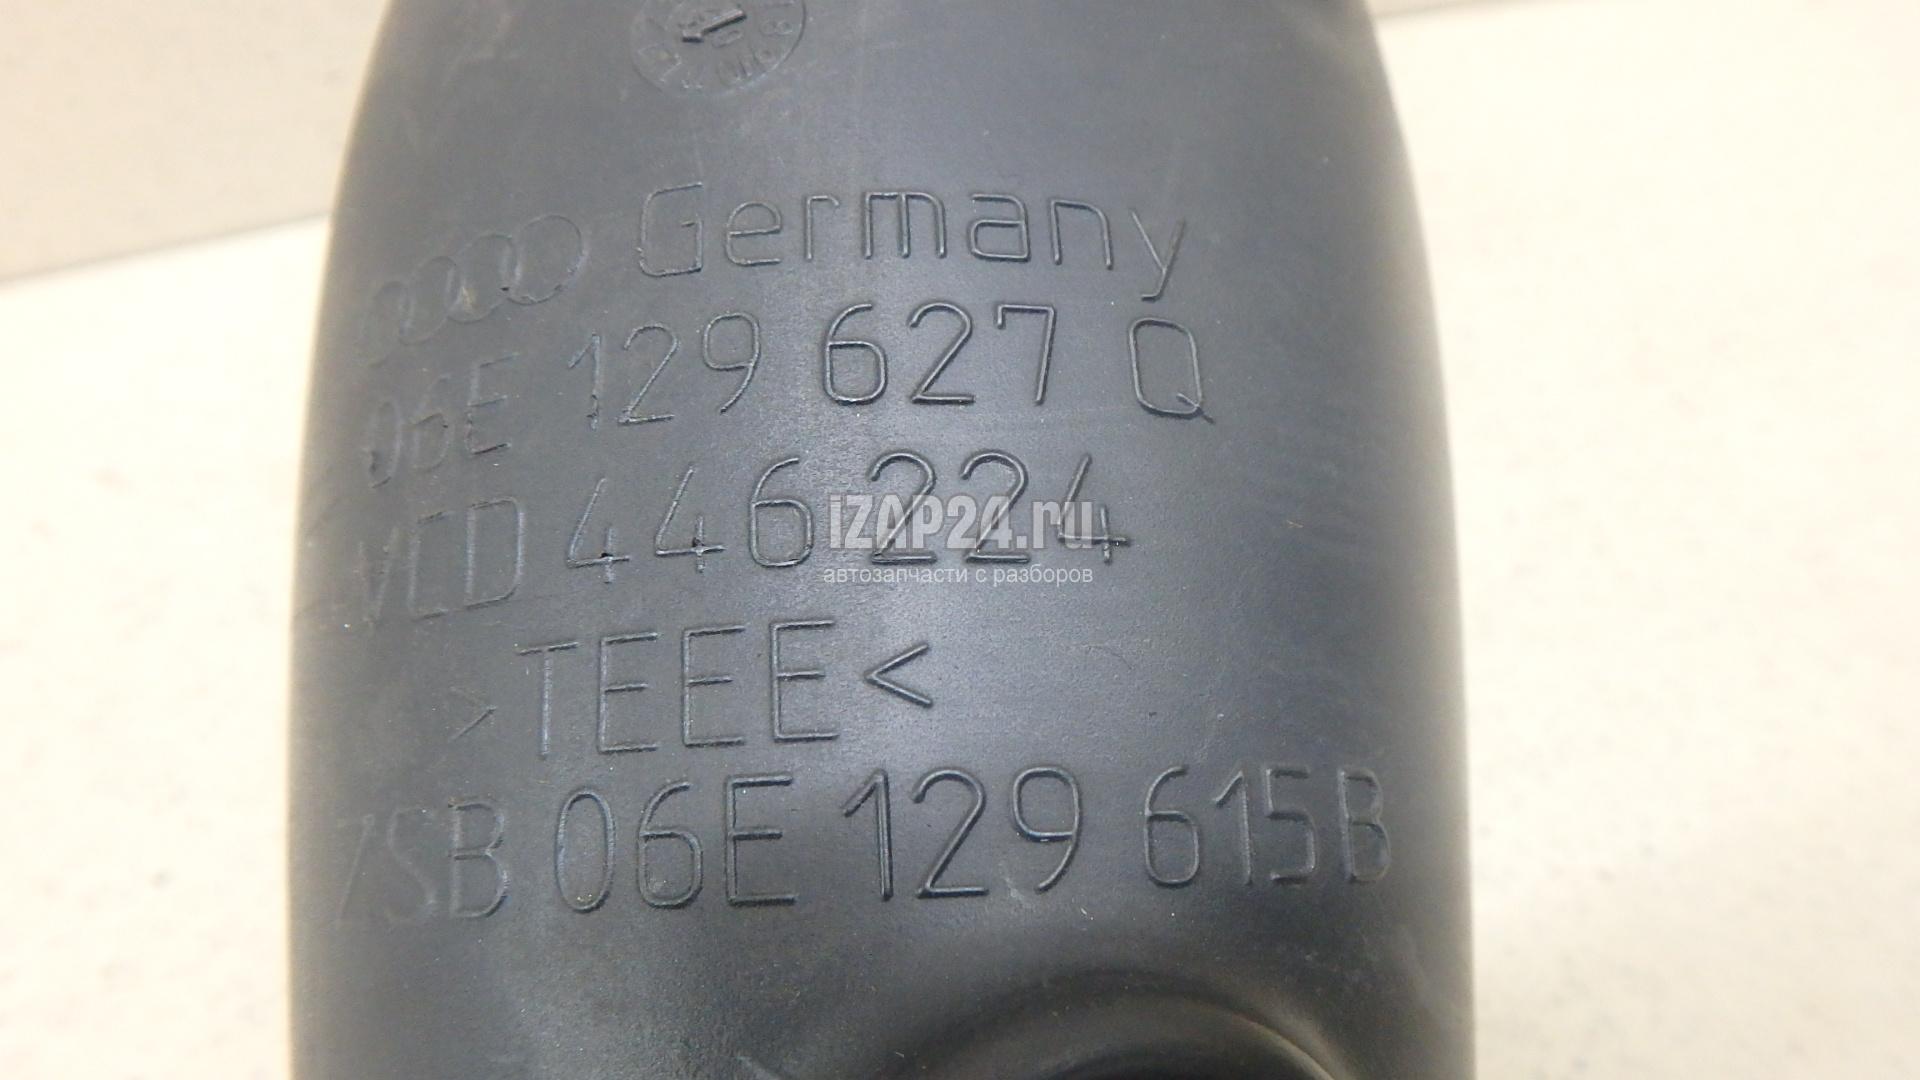 Germany
06E 129 627 Q
VCD 446 224
iZAP24.ru
автозапчасти с разборов
>TEEE<
ZSB 06E 129 615B